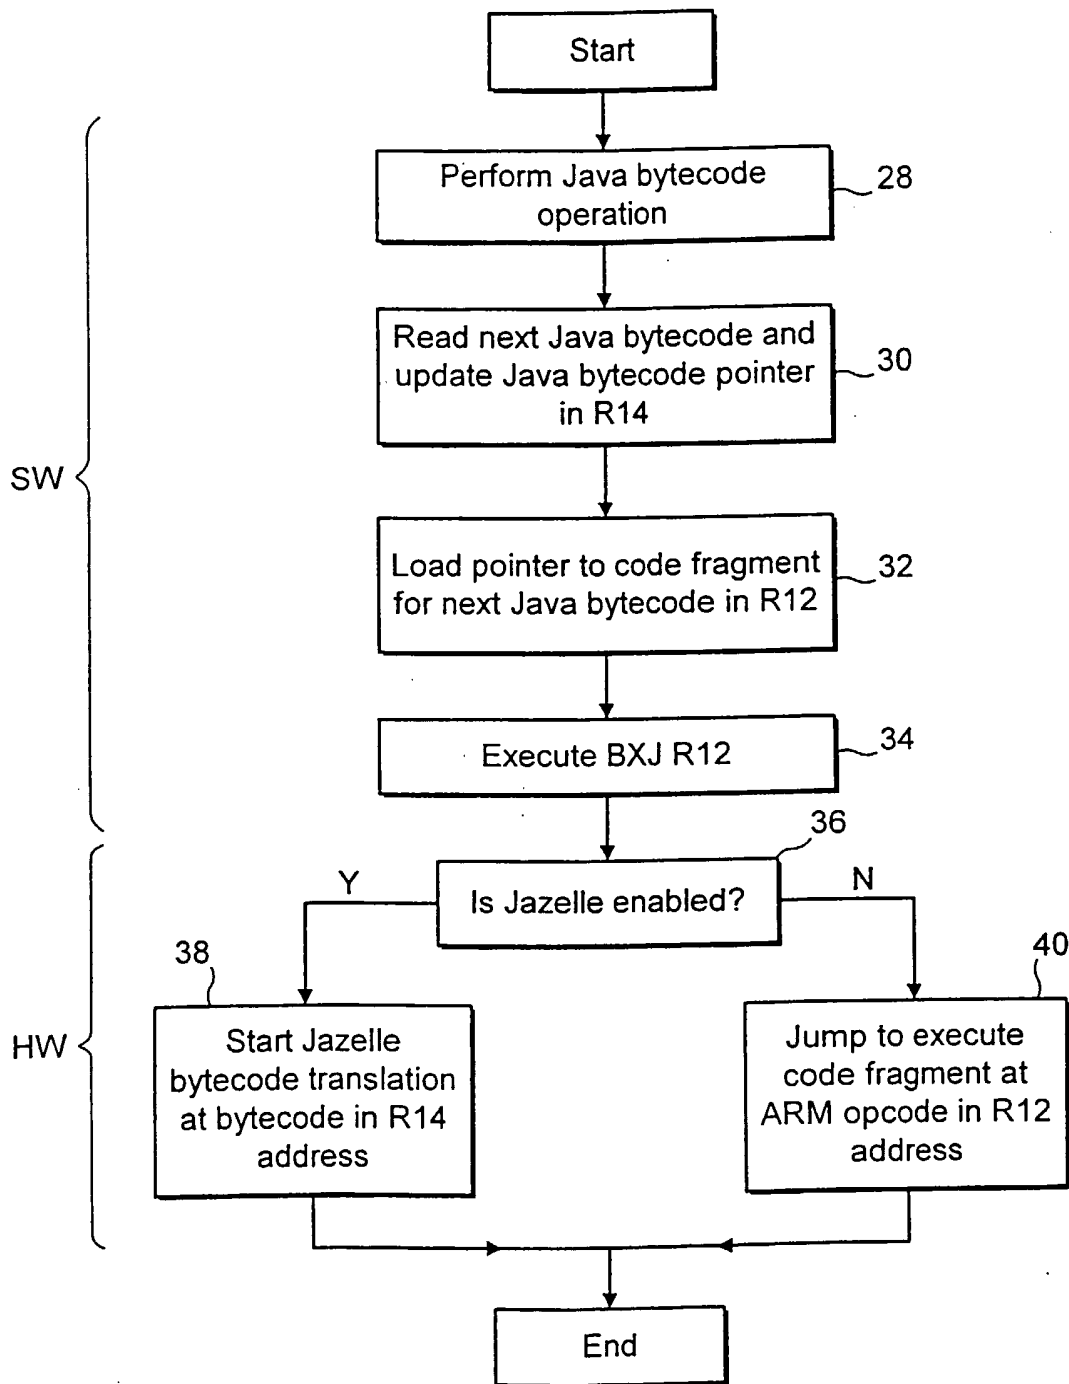 Start
Perform Java bytecode
operation
28
Read next Java bytecode and
update Java bytecode pointer
in R14
30
SW
Load pointer to code fragment
for next Java bytecode in R12
32
Execute BXJ R12
34
36
Y
Is Jazelle enabled?
N
38
40
HW
Start Jazelle
bytecode translation
at bytecode in R14
address
Jump to execute
code fragment at
ARM opcode in R12
address
End